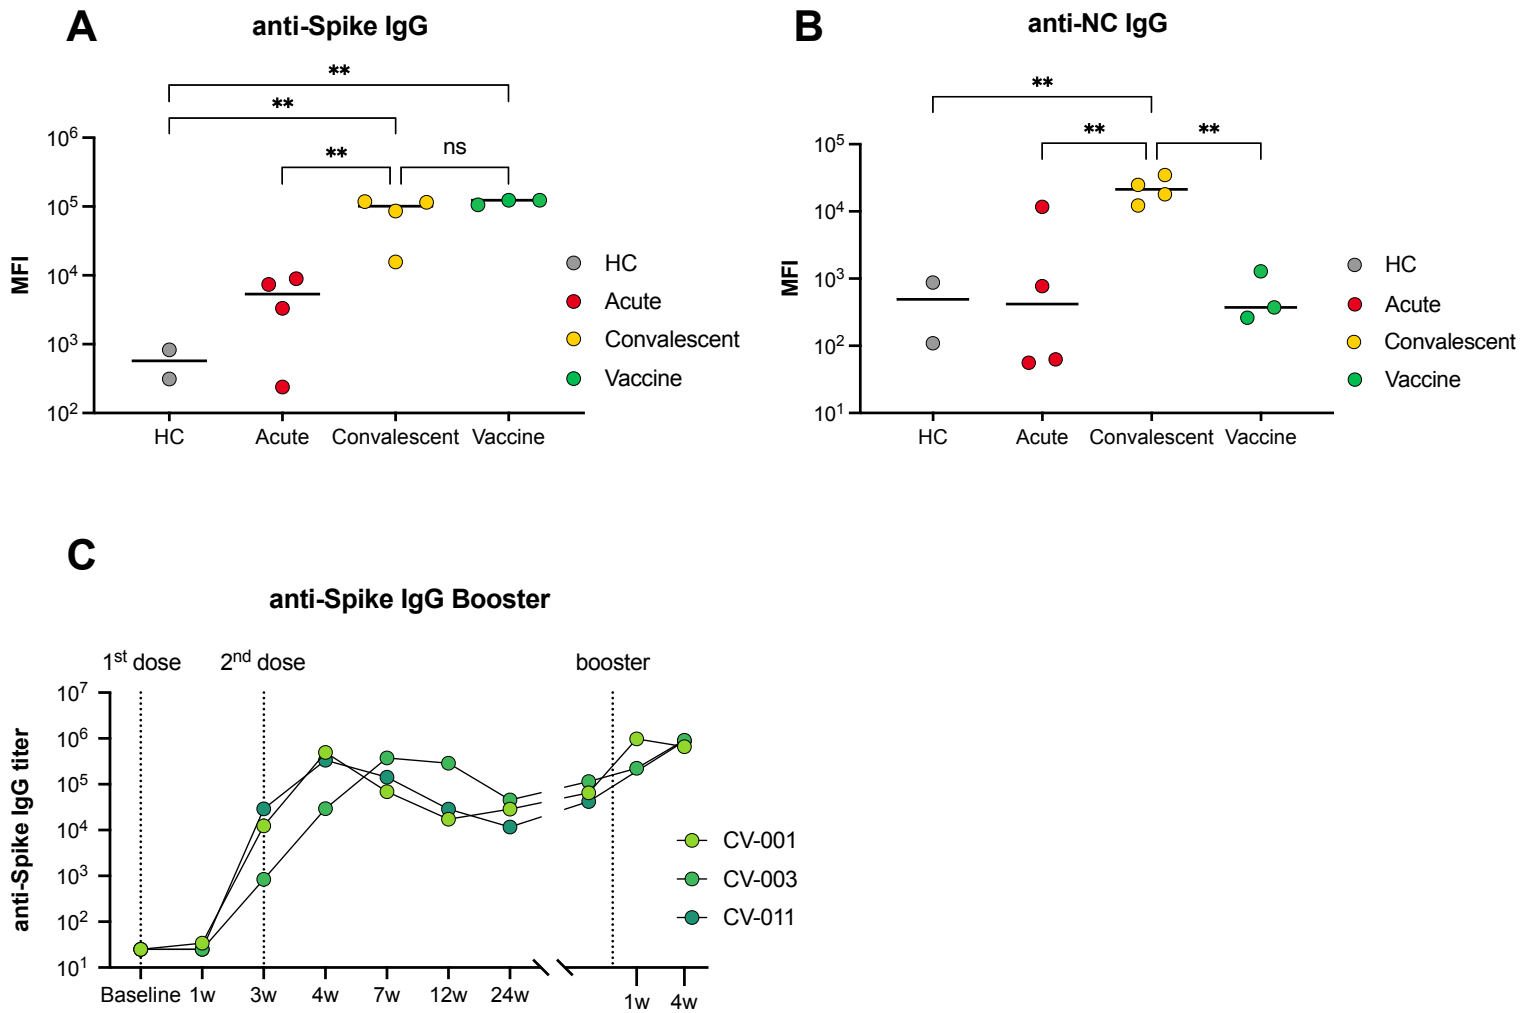 A
anti-Spike IgG
**
**
**
ns
MFI
10^6
10^5
10^4
10^3
10^2
HC
Acute
Convalescent
Vaccine
HC
Acute
Convalescent
Vaccine
B
anti-NC IgG
**
**
**
MFI
10^5
10^4
10^3
10^2
10^1
HC
Acute
Convalescent
Vaccine
HC
Acute
Convalescent
Vaccine
C
anti-Spike IgG Booster
1st dose
2nd dose
booster
anti-Spike IgG titer
10^7
10^6
10^5
10^4
10^3
10^2
10^1
Baseline 1w 3w 4w 7w 12w 24w 1w 4w
CV-001
CV-003
CV-011